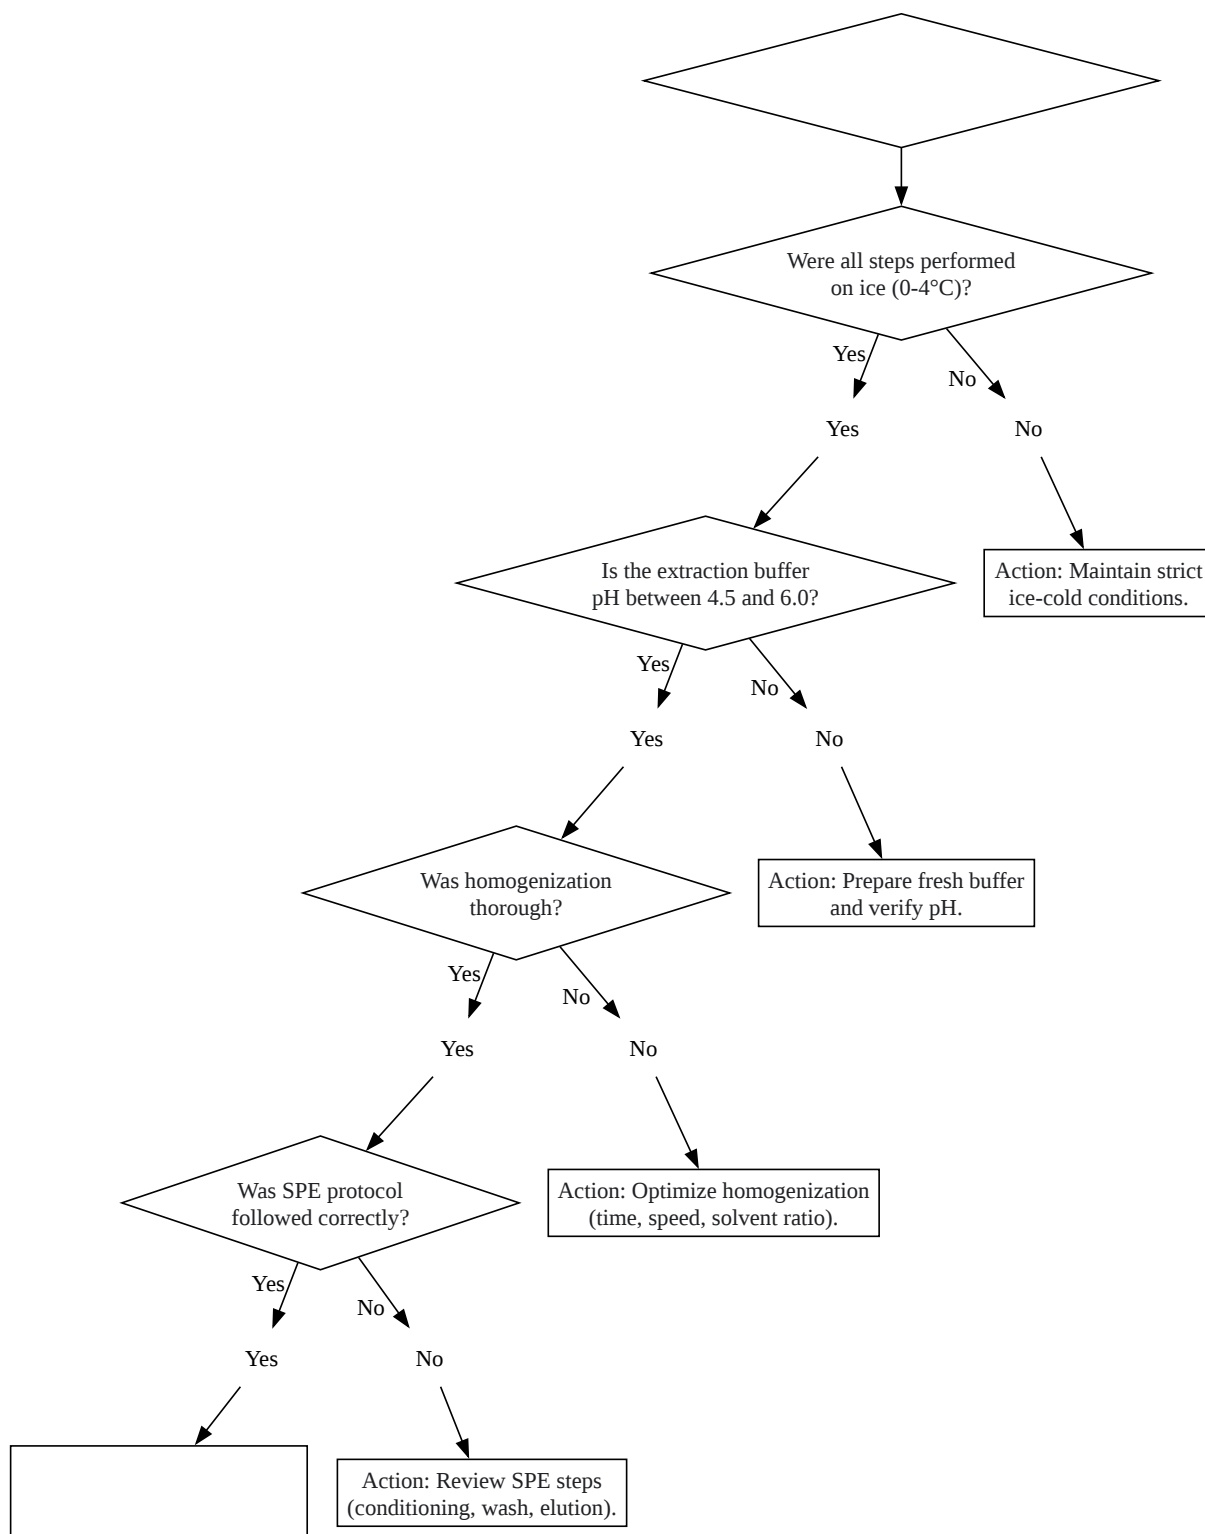 Were all steps performed
on ice (0-4°C)?
Yes
No
Yes
No
Is the extraction buffer
pH between 4.5 and 6.0?
Action: Maintain strict
ice-cold conditions.
Yes
No
Yes
No
Was homogenization
thorough?
Action: Prepare fresh buffer
and verify pH.
Yes
No
Yes
No
Was SPE protocol
followed correctly?
Action: Optimize homogenization
(time, speed, solvent ratio).
Yes
No
Yes
No
Action: Review SPE steps
(conditioning, wash, elution).